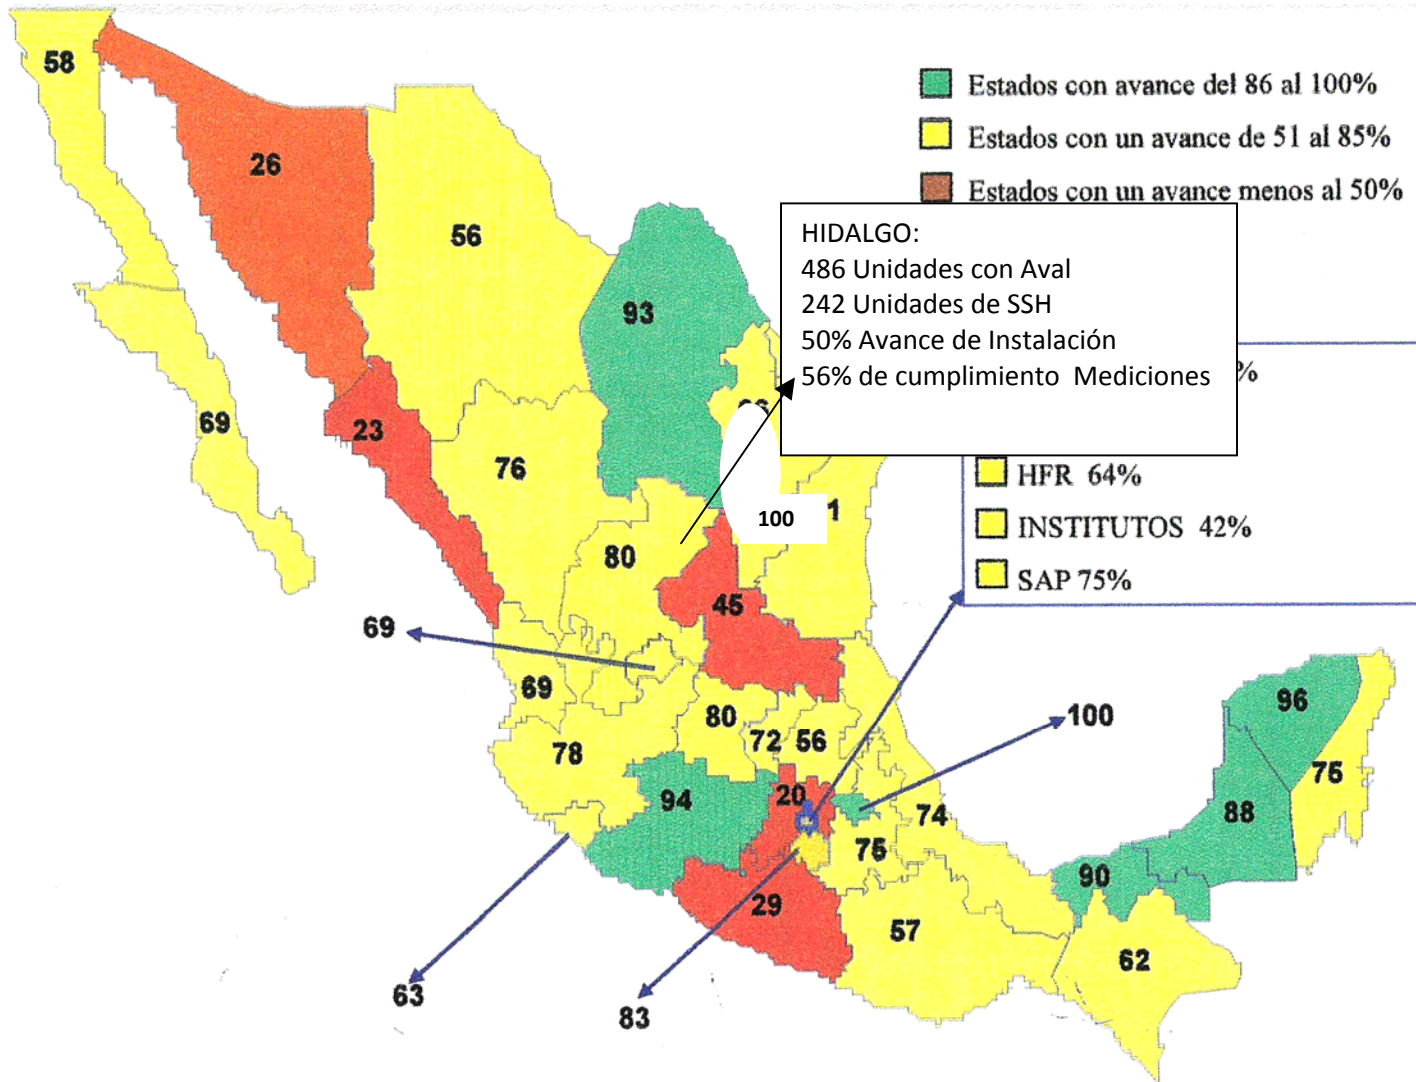 58
Estados con avance del 86 al 100%
Estados con un avance de 51 al 85%
Estados con un avance menos al 50%
26
56
93
HIDALGO:
486 Unidades con Aval
242 Unidades de SSH
50% Avance de Instalación
56% de cumplimiento  Mediciones
%
69
23
76
HFR  64%
100
1
INSTITUTOS  42%
80
SAP 75%
45
69
69
80
72
56
100
96
78
75
94
20
74
88
75
90
29
57
62
63
83